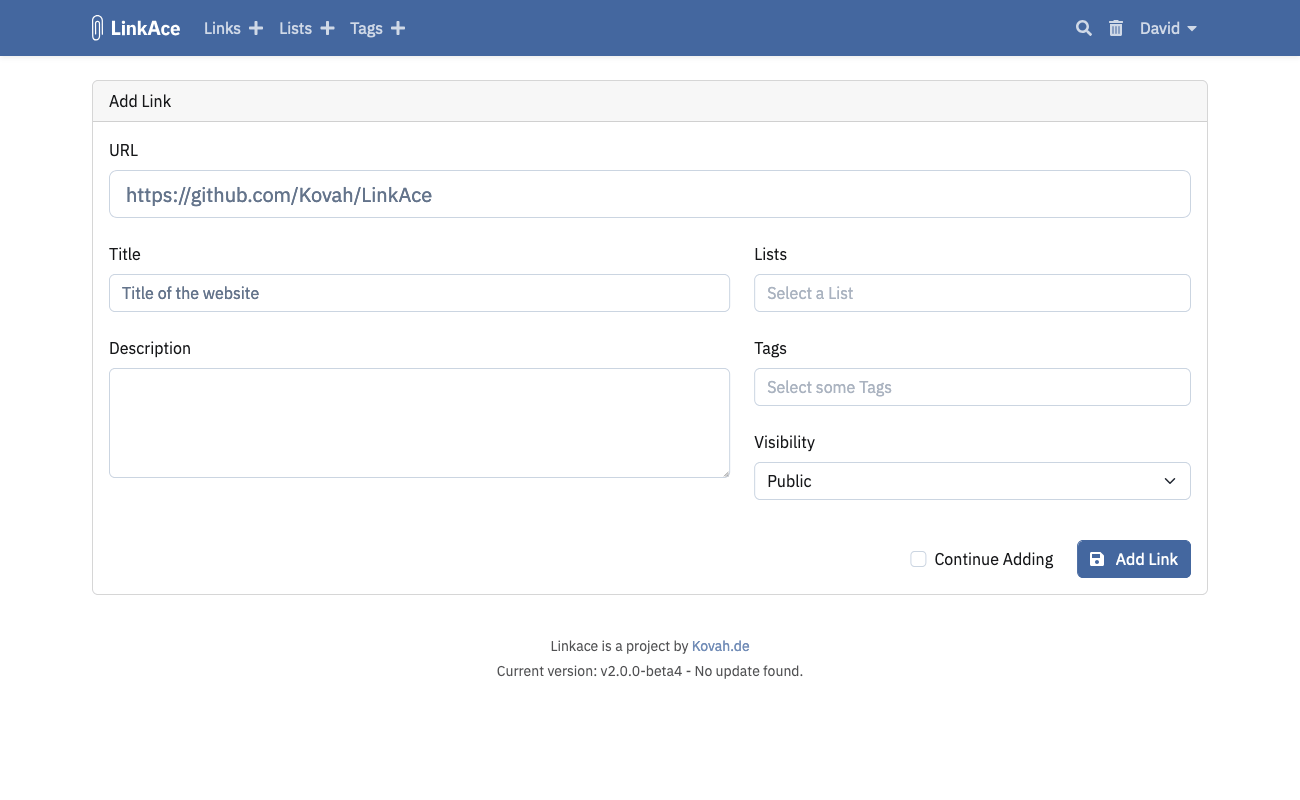 LinkAce Links Lists Tags David
Add Link
URL
https://github.com/Kovah/LinkAce
Title
Title of the website
Lists
Select a List
Description
Tags
Select some Tags
Visibility
Public
Continue Adding
Add Link
Linkace is a project by Kovah.de
Current version: v2.0.0-beta4 - No update found.